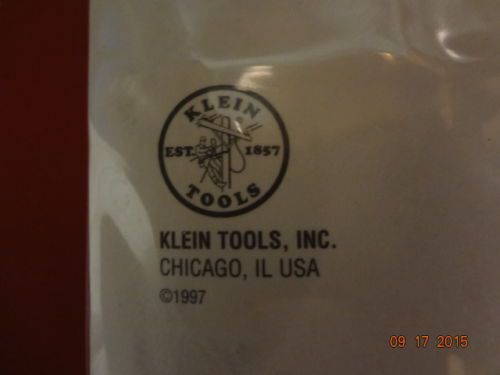 KLEIN
EST. 1857
TOOLS
KLEIN TOOLS, INC.
CHICAGO, IL USA
©1997
09 17 2015